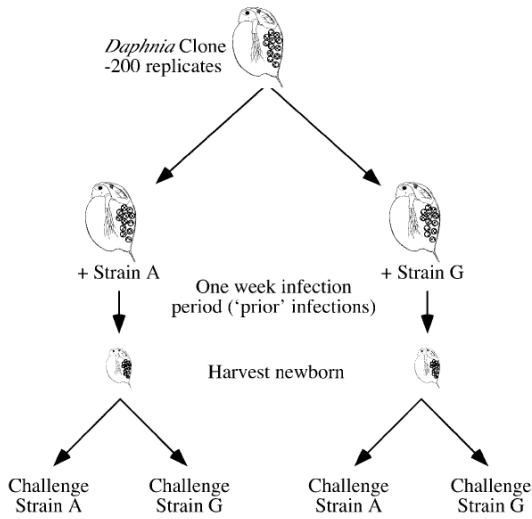 Daphnia Clone
-200 replicates
+ Strain A
+ Strain G
One week infection
period (‘prior’ infections)
Harvest newborn
Challenge
Strain A
Challenge
Strain G
Challenge
Strain A
Challenge
Strain G